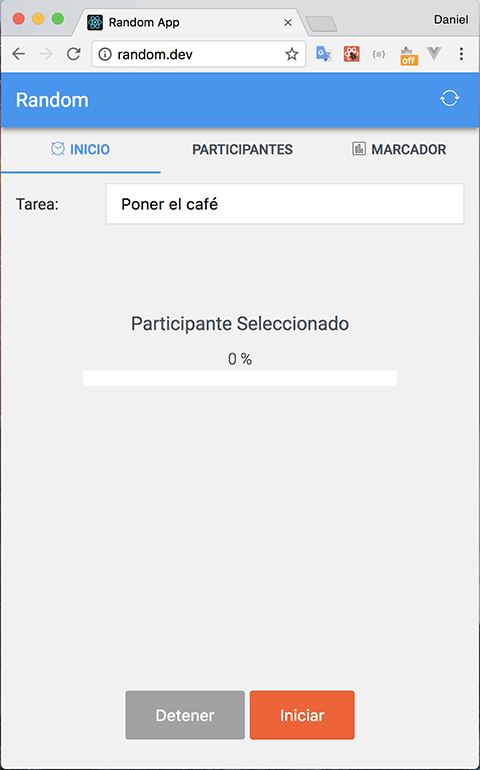 Random App
Daniel
random.dev
off
Random
INICIO PARTICIPANTES MARCADOR
Tarea: Poner el café
Participante Seleccionado
0 %
Detener Iniciar